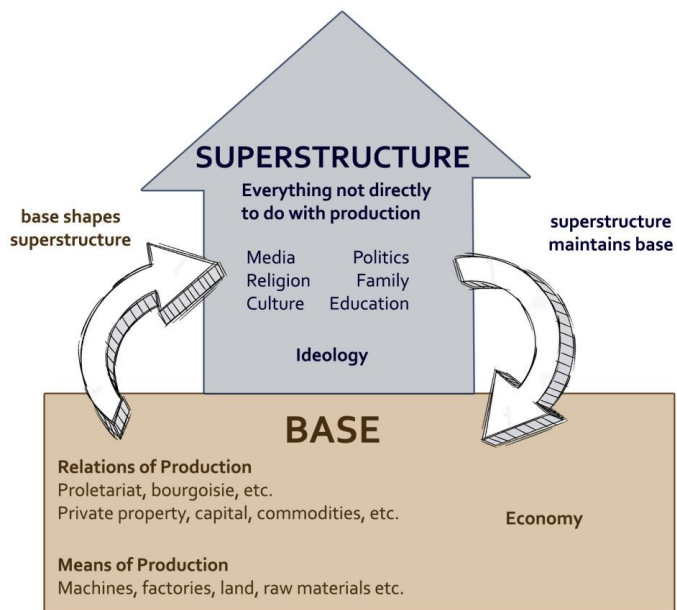 SUPERSTRUCTURE
Everything not directly
to do with production
base shapes
superstructure
superstructure
maintains base
Media Politics
Religion Family
Culture Education
Ideology
BASE
Relations of Production
Proletariat, bourgoisie, etc.
Private property, capital, commodities, etc.
Economy
Means of Production
Machines, factories, land, raw materials etc.